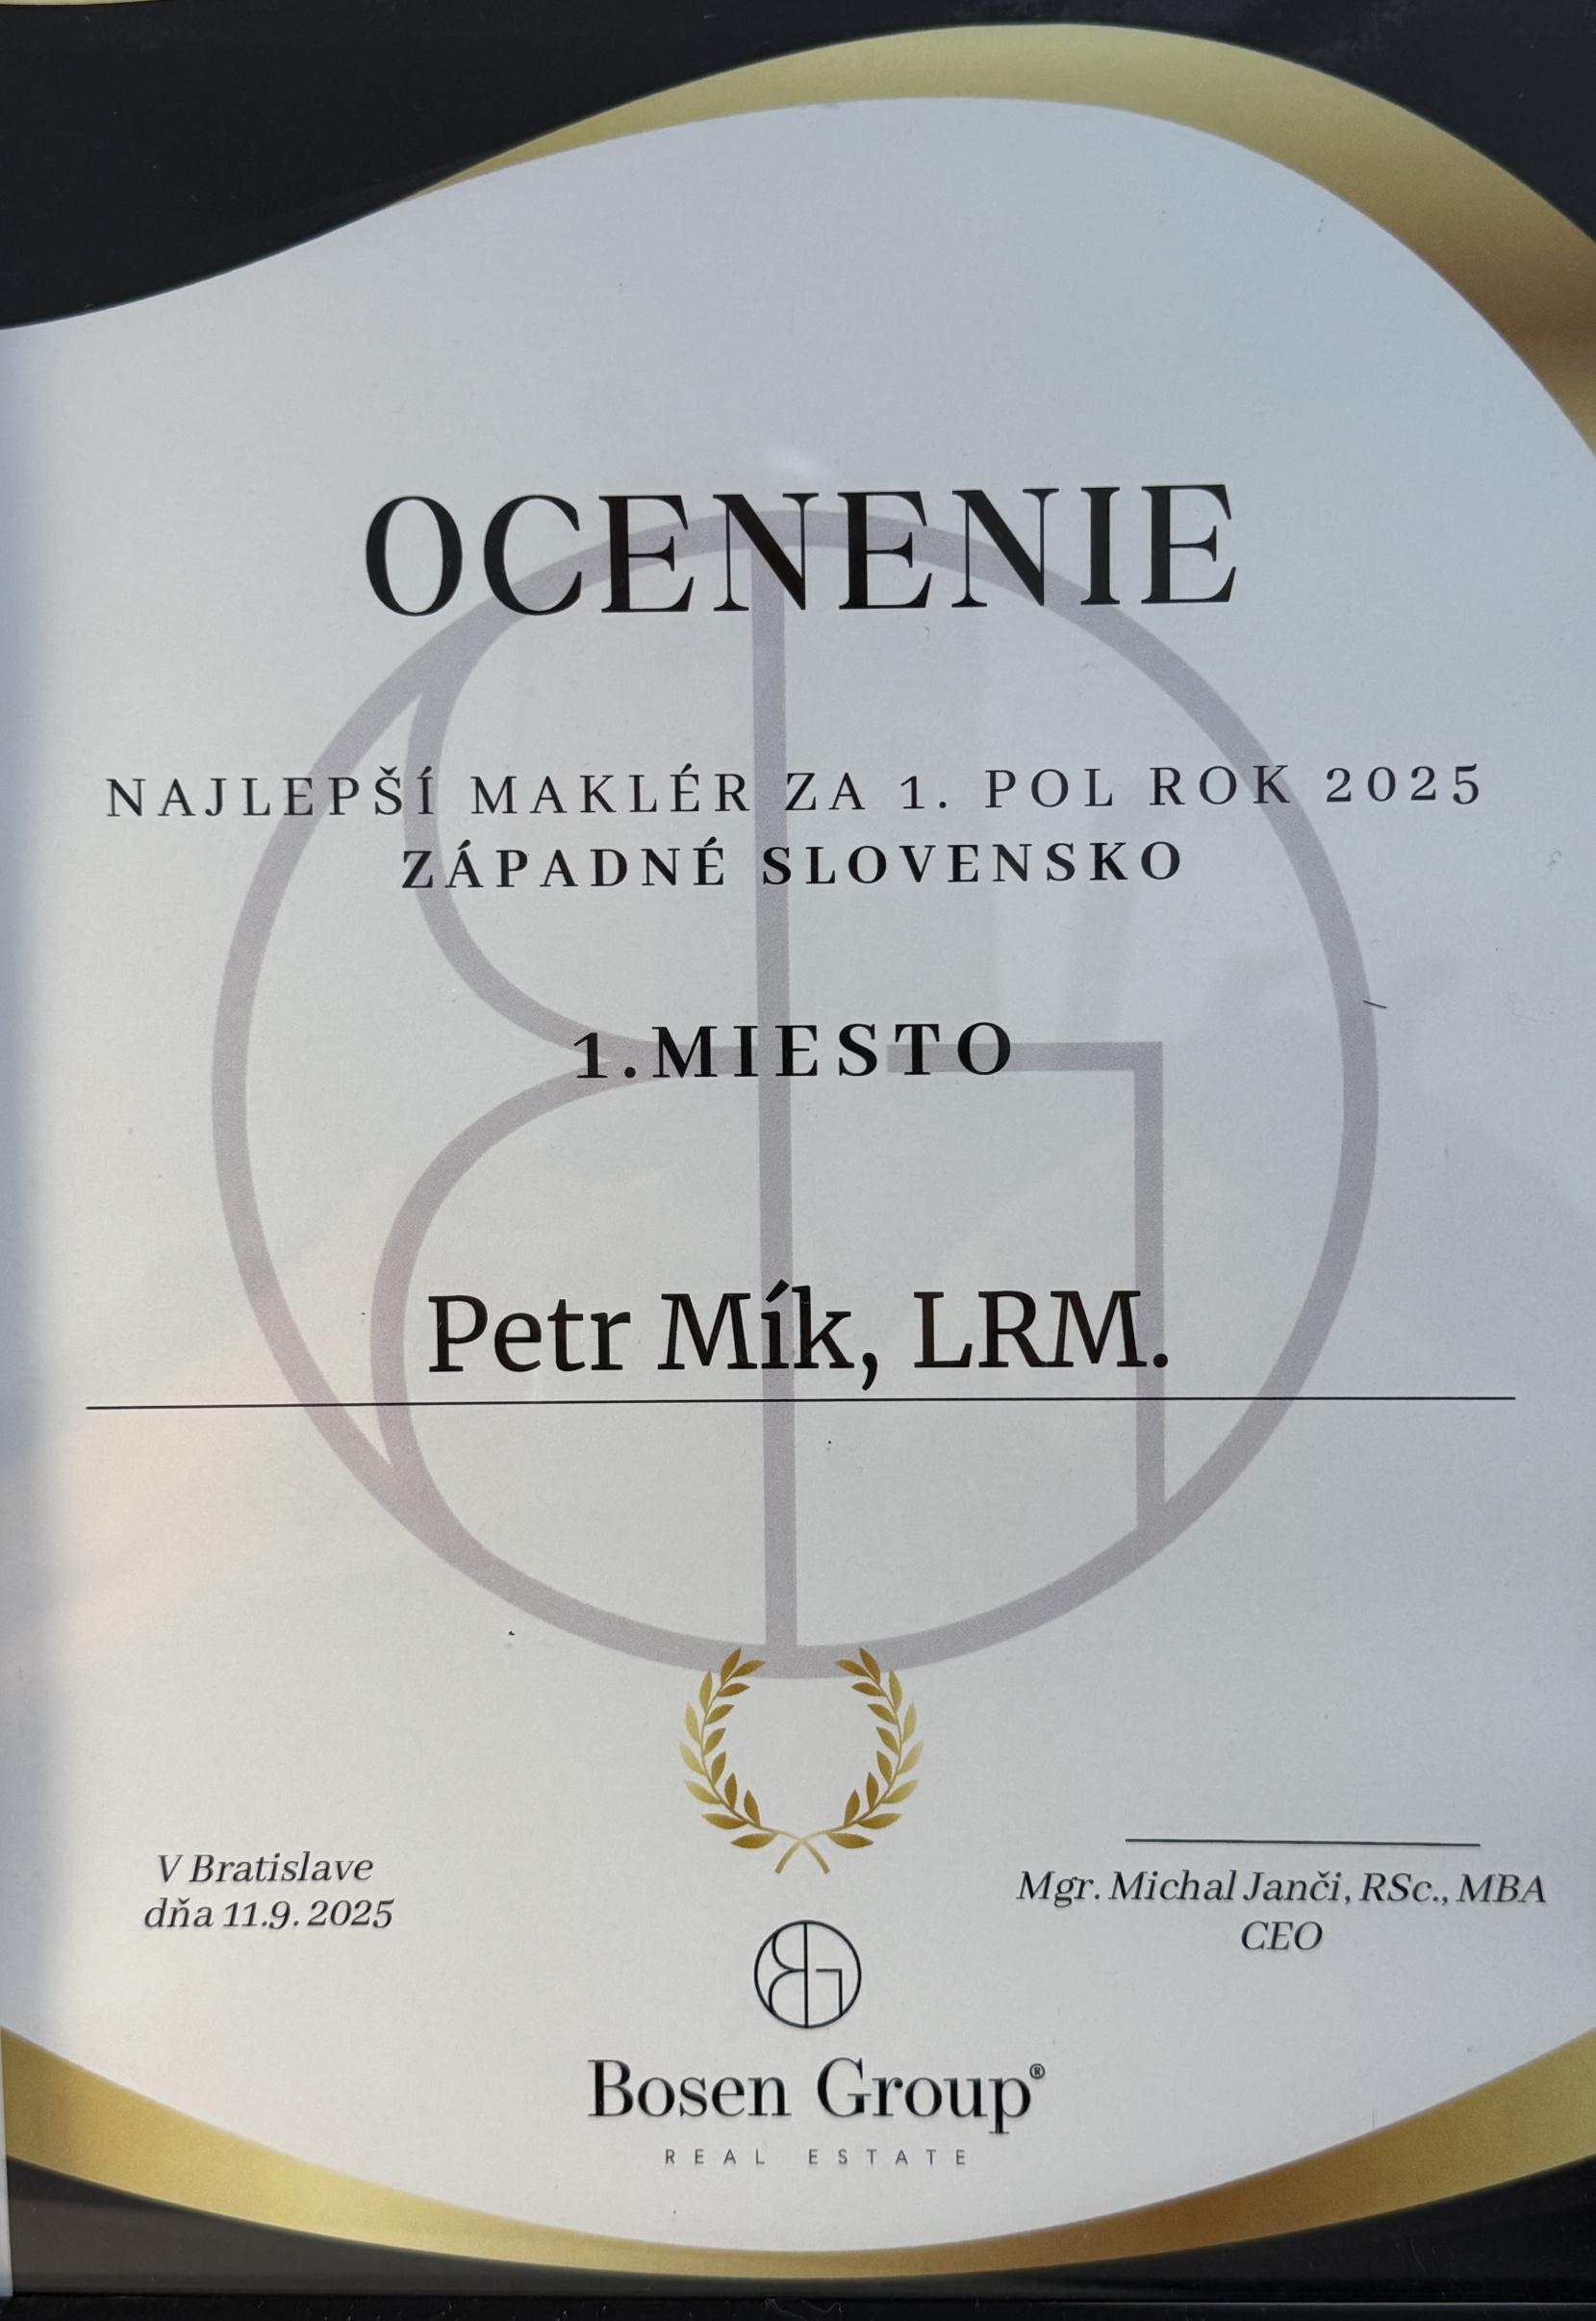 OCENENIE
NAJLEPŠÍ MAKLÉR ZA 1. POL ROK 2025
ZÁPADNÉ SLOVENSKO
1.MIESTO
Petr Mík, LRM.
V Bratislave
dňa 11.9.2025
Mgr. Michal Janči, RSc., MBA
CEO
BG
Bosen Group®
REAL ESTATE